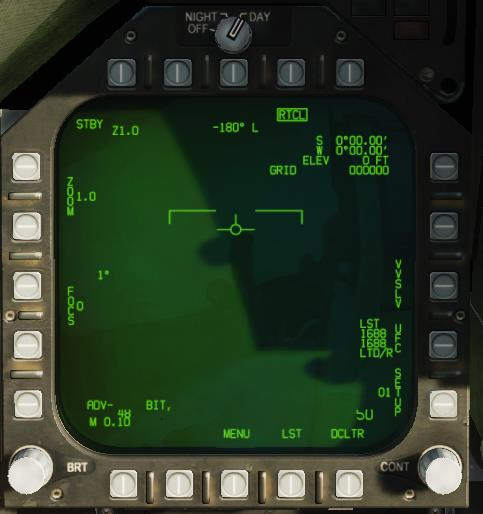 NIGHT DAY
OFF
RTCL
STBY Z1.0 -180° L
S 0°00.00'
W 0°00.00'
ELEV 0 FT
GRID 000000
ZOOM 1.0
1°
VVSLV
FOCS 0
LST
1688
1688
LTD/R
UFC
SETUP
01
ADV- BIT,
48
M 0.10
50
MENU LST DCLTR
BRT CONT